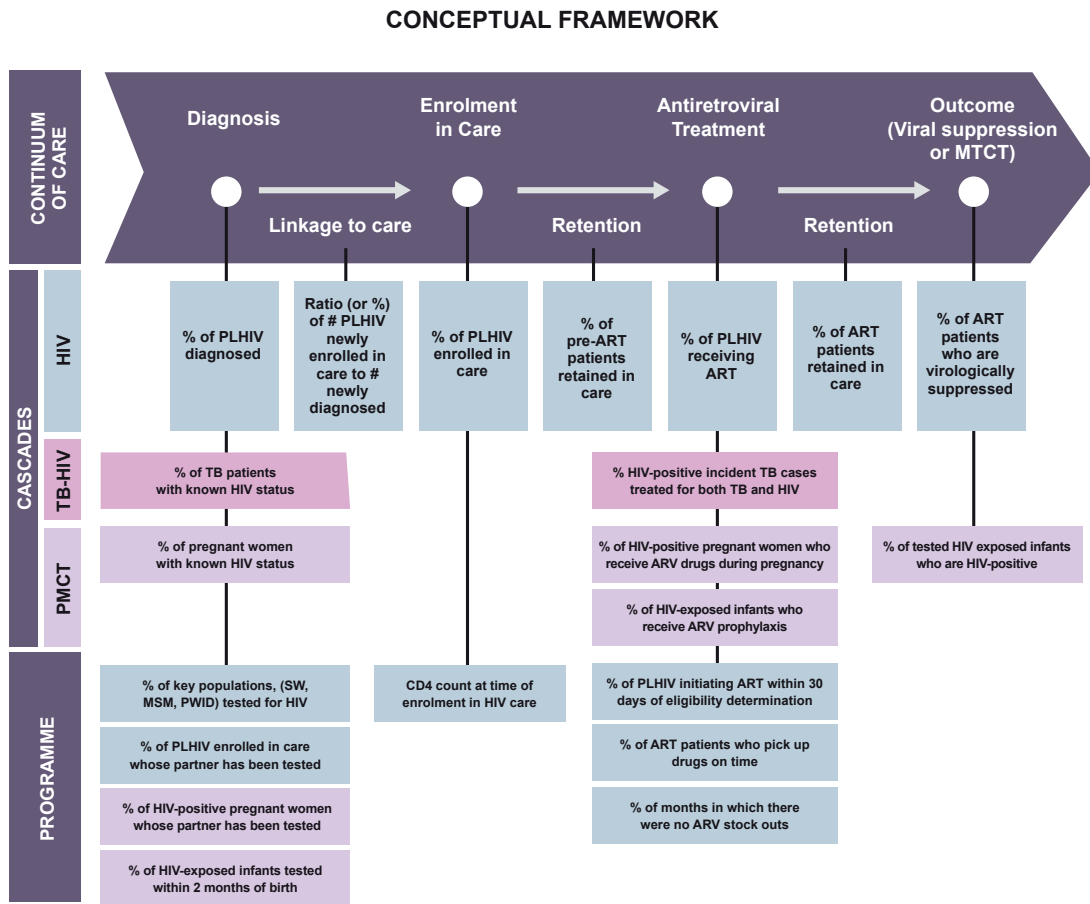 CONCEPTUAL FRAMEWORK
CONTINUUM
OF CARE
Diagnosis
Enrolment
in Care
Antiretroviral
Treatment
Outcome
(Viral suppression
or MTCT)
Linkage to care
Retention
Retention
CASCADES
HIV
% of PLHIV
diagnosed
Ratio (or %)
of # PLHIV
newly
enrolled in
care to #
newly
diagnosed
% of PLHIV
enrolled in
care
% of
pre-ART
patients
retained in
care
% of PLHIV
receiving
ART
% of ART
patients
retained in
care
% of ART
patients
who are
virologically
suppressed
TB-HIV
% of TB patients
with known HIV status
% HIV-positive incident TB cases
treated for both TB and HIV
PMCT
% of pregnant women
with known HIV status
% of HIV-positive pregnant women who
receive ARV drugs during pregnancy
% of tested HIV exposed infants
who are HIV-positive
% of HIV-exposed infants who
receive ARV prophylaxis
PROGRAMME
% of key populations, (SW,
MSM, PWID) tested for HIV
CD4 count at time of
enrolment in HIV care
% of PLHIV initiating ART within 30
days of eligibility determination
% of PLHIV enrolled in care
whose partner has been tested
% of ART patients who pick up
drugs on time
% of HIV-positive pregnant women
whose partner has been tested
% of months in which there
were no ARV stock outs
% of HIV-exposed infants tested
within 2 months of birth